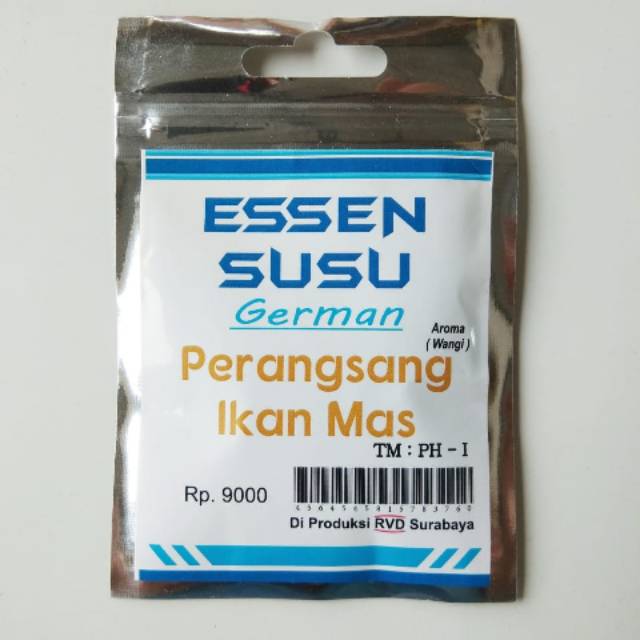 ESSEN
SUSU
German
Aroma
( Wangi )
Perangsang
Ikan Mas
TM : PH - I
Rp. 9000
Di Produksi RVD Surabaya